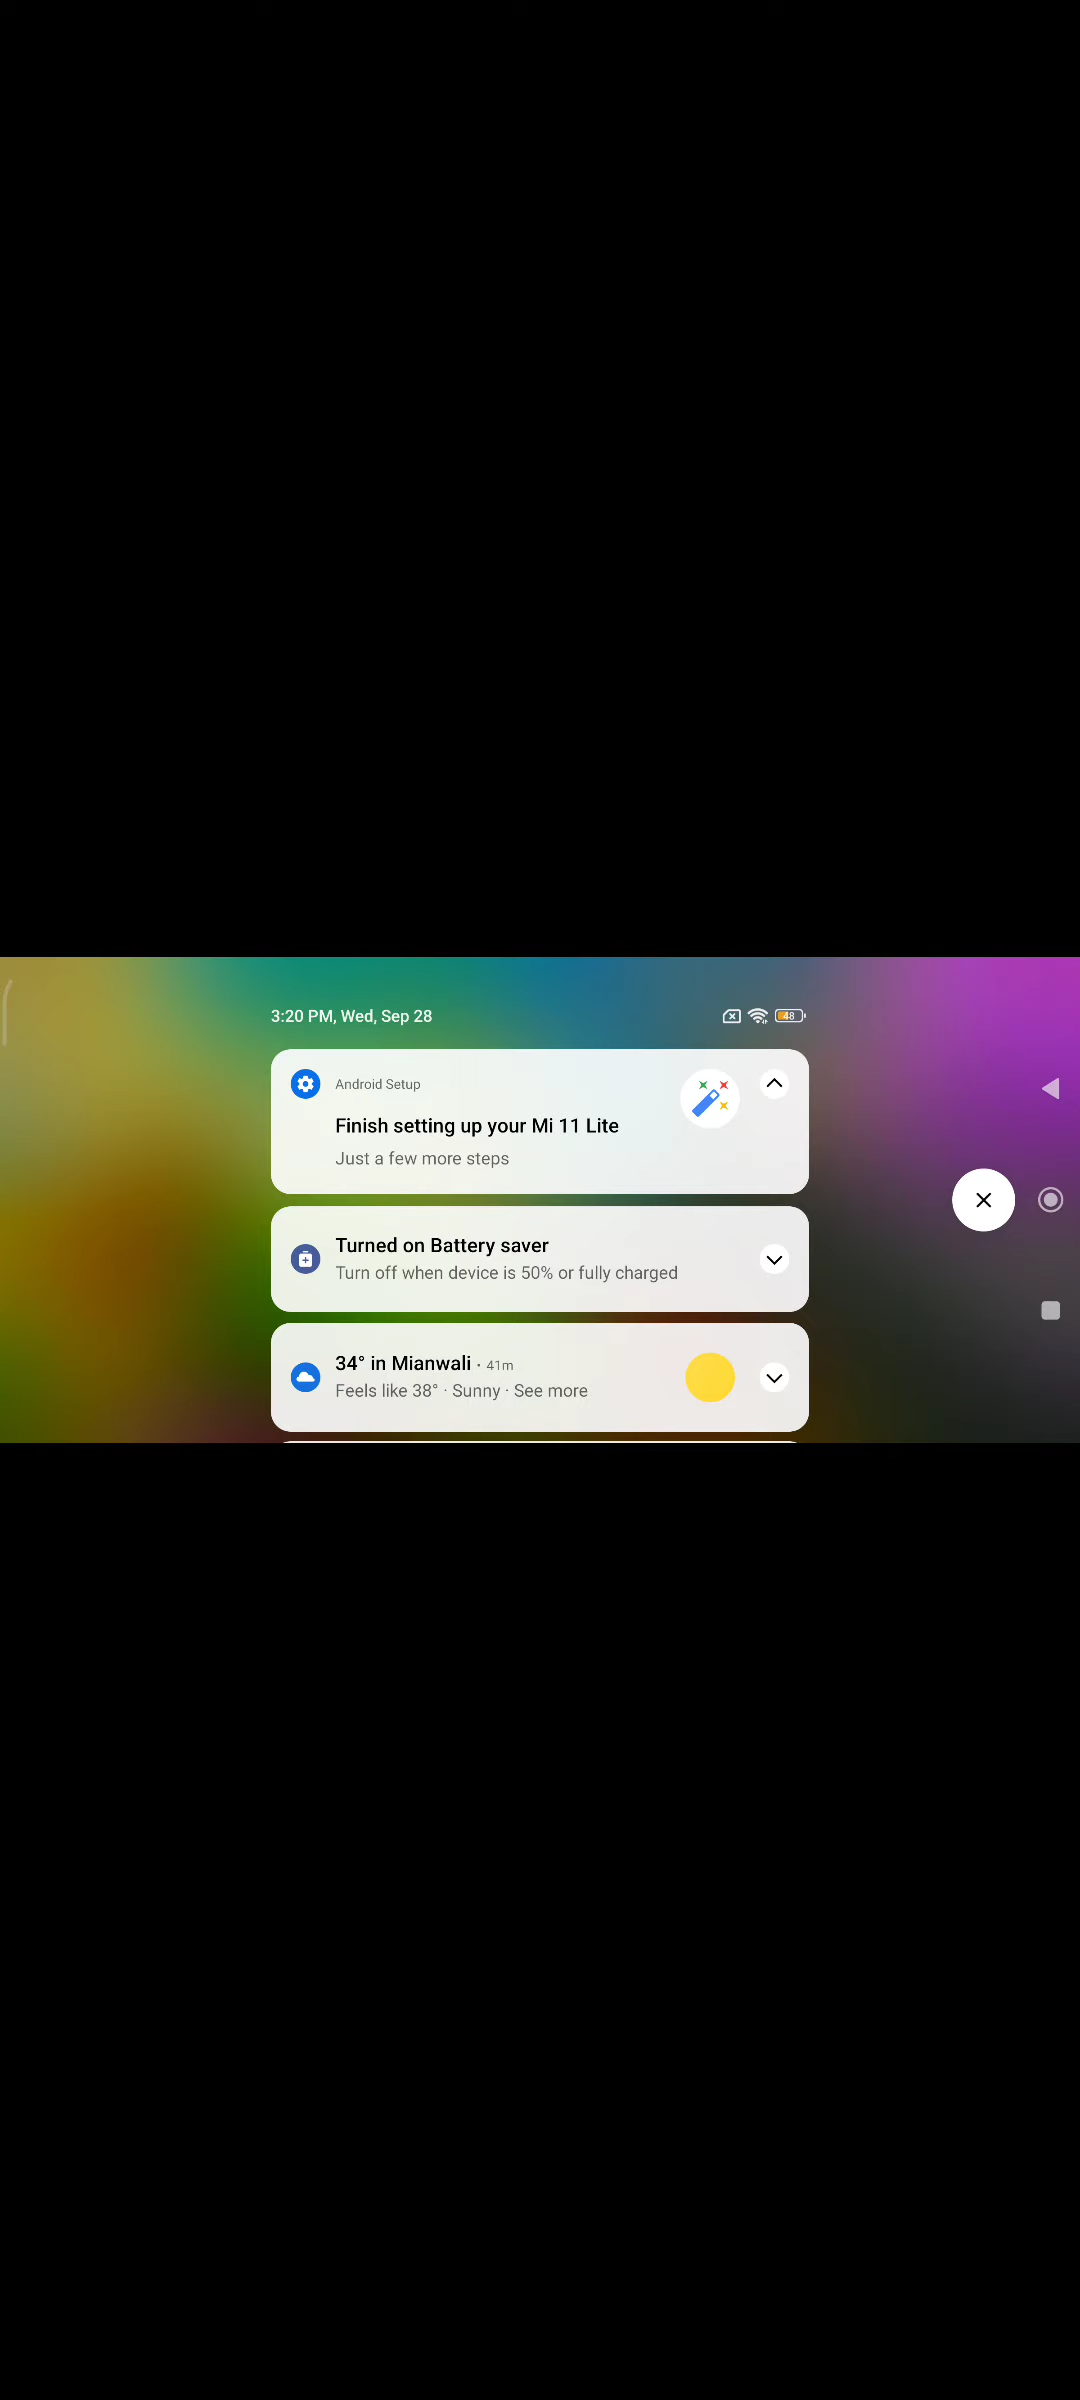 3:20 PM, Wed, Sep 28
48
Android Setup
Finish setting up your Mi 11 Lite
Just a few more steps
Turned on Battery saver
Turn off when device is 50% or fully charged
34° in Mianwali • 41m
Feels like 38° · Sunny · See more